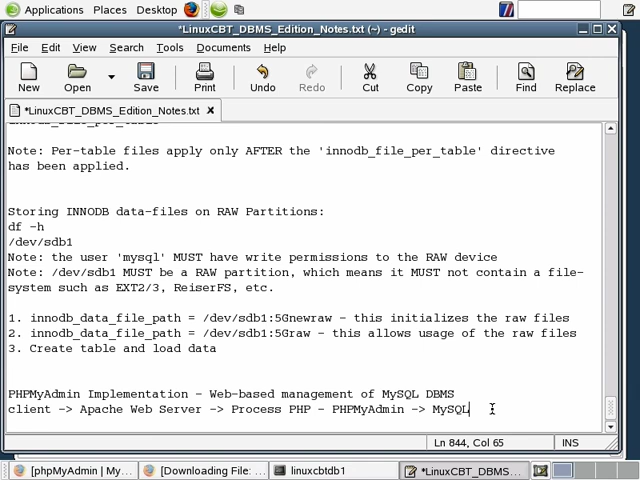 Applications Places Desktop
*LinuxCBT_DBMS_Edition_Notes.txt (~) - gedit
File Edit View Search Tools Documents Help
New Open Save Print Undo Redo Cut Copy Paste Find Replace
*LinuxCBT_DBMS_Edition_Notes.txt x
Note: Per-table files apply only AFTER the 'innodb_file_per_table' directive
has been applied.
Storing INNODB data-files on RAW Partitions:
df -h
/dev/sdb1
Note: the user 'mysql' MUST have write permissions to the RAW device
Note: /dev/sdb1 MUST be a RAW partition, which means it MUST not contain a file-
system such as EXT2/3, ReiserFS, etc.
1. innodb_data_file_path = /dev/sdb1:5Gnewraw - this initializes the raw files
2. innodb_data_file_path = /dev/sdb1:5Graw - this allows usage of the raw files
3. Create table and load data
PHPMyAdmin Implementation - Web-based management of MySQL DBMS
client -> Apache Web Server -> Process PHP - PHPMyAdmin -> MySQL
Ln 844, Col 65 INS
[phpMyAdmin | My... [Downloading File: ... linuxcbtdb1 *LinuxCBT_DBMS...